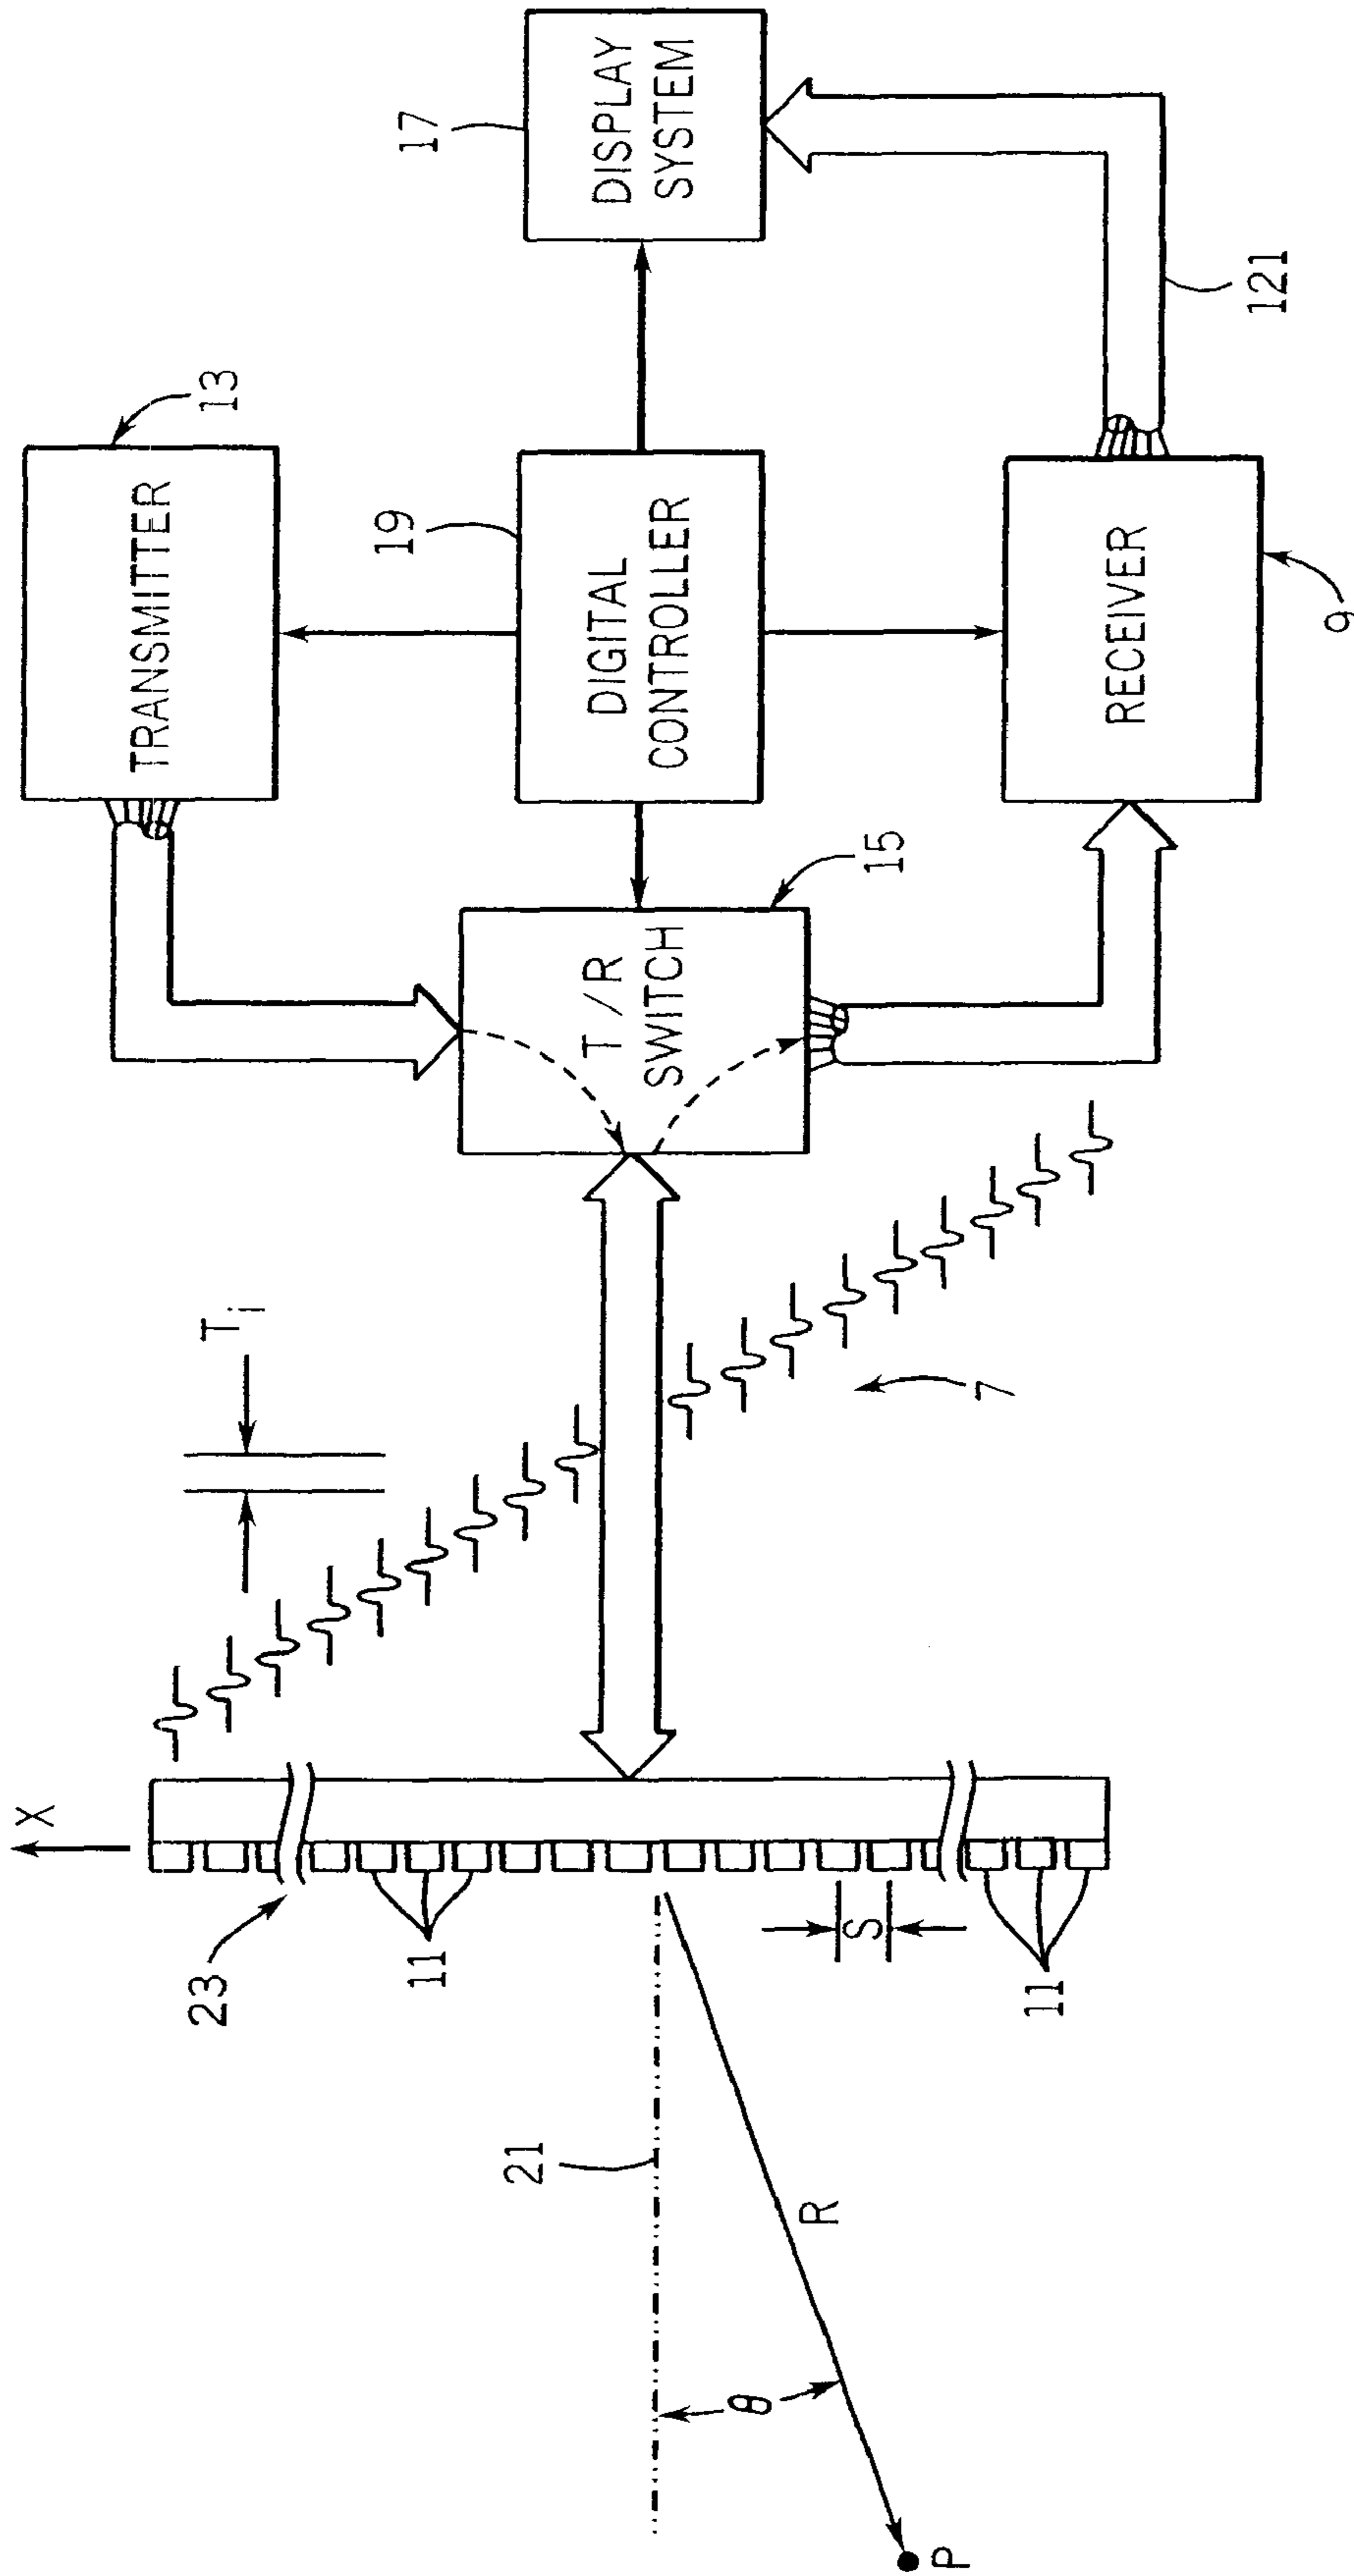 X
23
11
11
S
21
R
θ
P
T i
7
TRANSMITTER
13
T/R
SWITCH
15
DIGITAL
CONTROLLER
19
RECEIVER
9
DISPLAY
SYSTEM
17
121